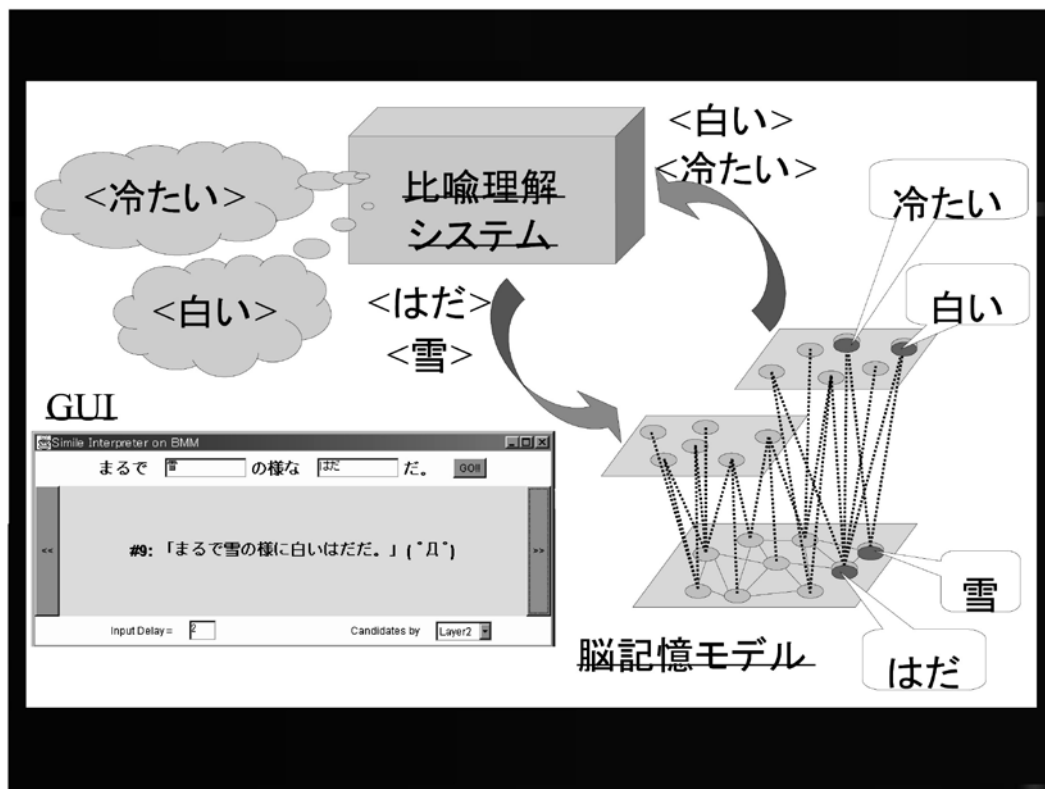 <冷たい>
<白い>
比喩理解
システム
<白い>
<冷たい>
冷たい
白い
<はだ>
<雪>
GUI
Simile Interpreter on BMM
まるで 雪 の様な はだ だ。 GO!!
<<
#9: 「まるで雪の様に白いはだだ。」( ﾟДﾟ)
>>
Input Delay= 2 Candidates by Layer2
雪
はだ
脳記憶モデル